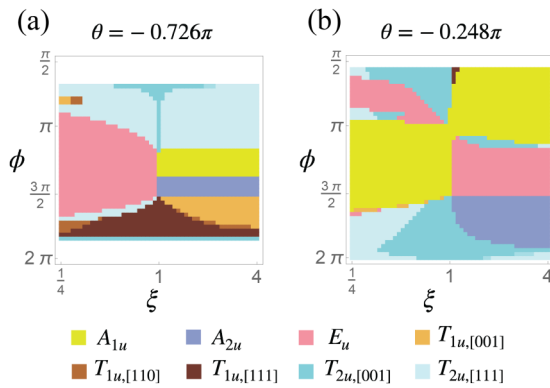 (a) θ = − 0.726π
(b) θ = − 0.248π
π/2
π
3π/2
2π
ϕ
1/4 1 4
ξ
π/2
π
3π/2
2π
ϕ
1/4 1 4
ξ
A1u A2u Eu T1u,[001]
T1u,[110] T1u,[111] T2u,[001] T2u,[111]